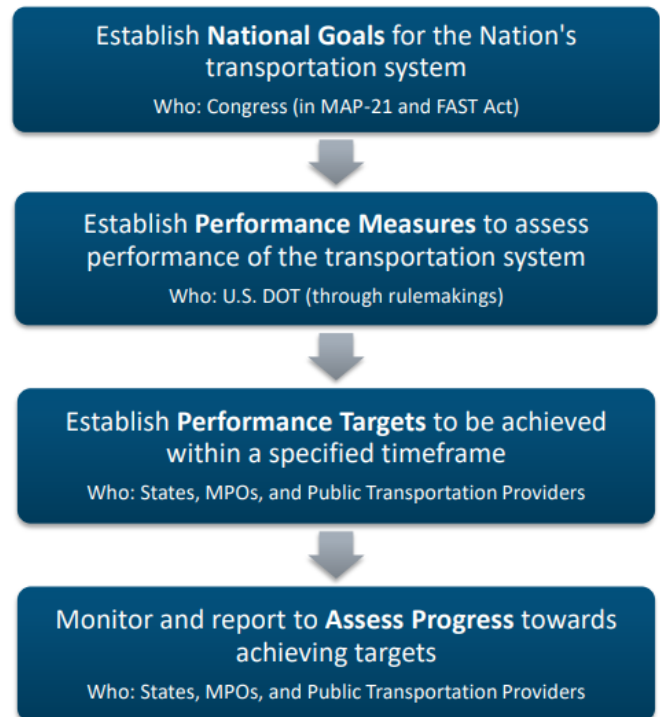 Establish National Goals for the Nation's
transportation system
Who: Congress (in MAP-21 and FAST Act)
Establish Performance Measures to assess
performance of the transportation system
Who: U.S. DOT (through rulemakings)
Establish Performance Targets to be achieved
within a specified timeframe
Who: States, MPOs, and Public Transportation Providers
Monitor and report to Assess Progress towards
achieving targets
Who: States, MPOs, and Public Transportation Providers